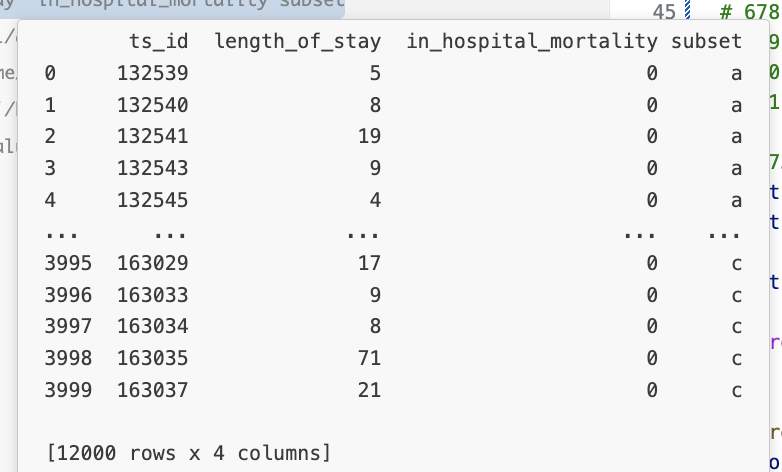 in_hospital_mortality subset
45 # 678
ts_id length_of_stay in_hospital_mortality subset
0 132539 5 0 a
1 132540 8 0 a
2 132541 19 0 a
3 132543 9 0 a
4 132545 4 0 a
... ... ... ... ...
3995 163029 17 0 c
3996 163033 9 0 c
3997 163034 8 0 c
3998 163035 71 0 c
3999 163037 21 0 c
[12000 rows x 4 columns]